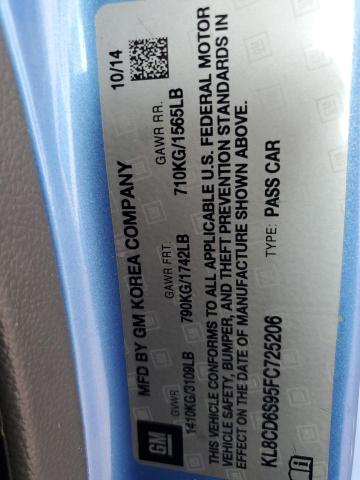 GM
MFD BY GM KOREA COMPANY 10/14
GVWR GAWR FRT. GAWR RR.
1410KG/3109LB 790KG/1742LB 710KG/1565LB
THIS VEHICLE CONFORMS TO ALL APPLICABLE U.S. FEDERAL MOTOR
VEHICLE SAFETY, BUMPER, AND THEFT PREVENTION STANDARDS IN
EFFECT ON THE DATE OF MANUFACTURE SHOWN ABOVE.
KL8CD6S95FC725206 TYPE: PASS CAR